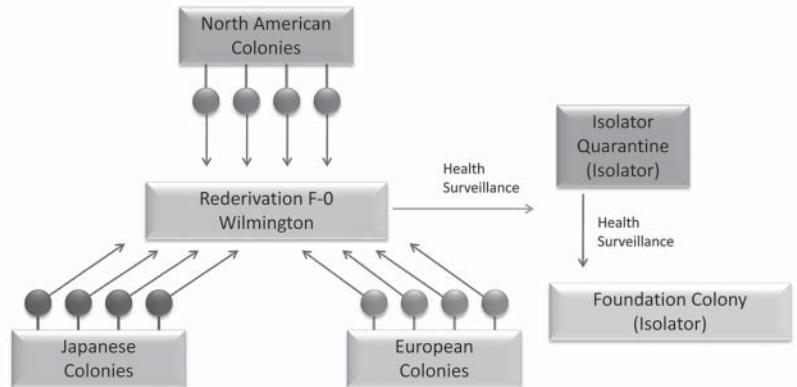 North American
Colonies
Isolator
Quarantine
(Isolator)
Health
Surveillance
Rederivation F-0
Wilmington
Health
Surveillance
Foundation Colony
(Isolator)
Japanese
Colonies
European
Colonies